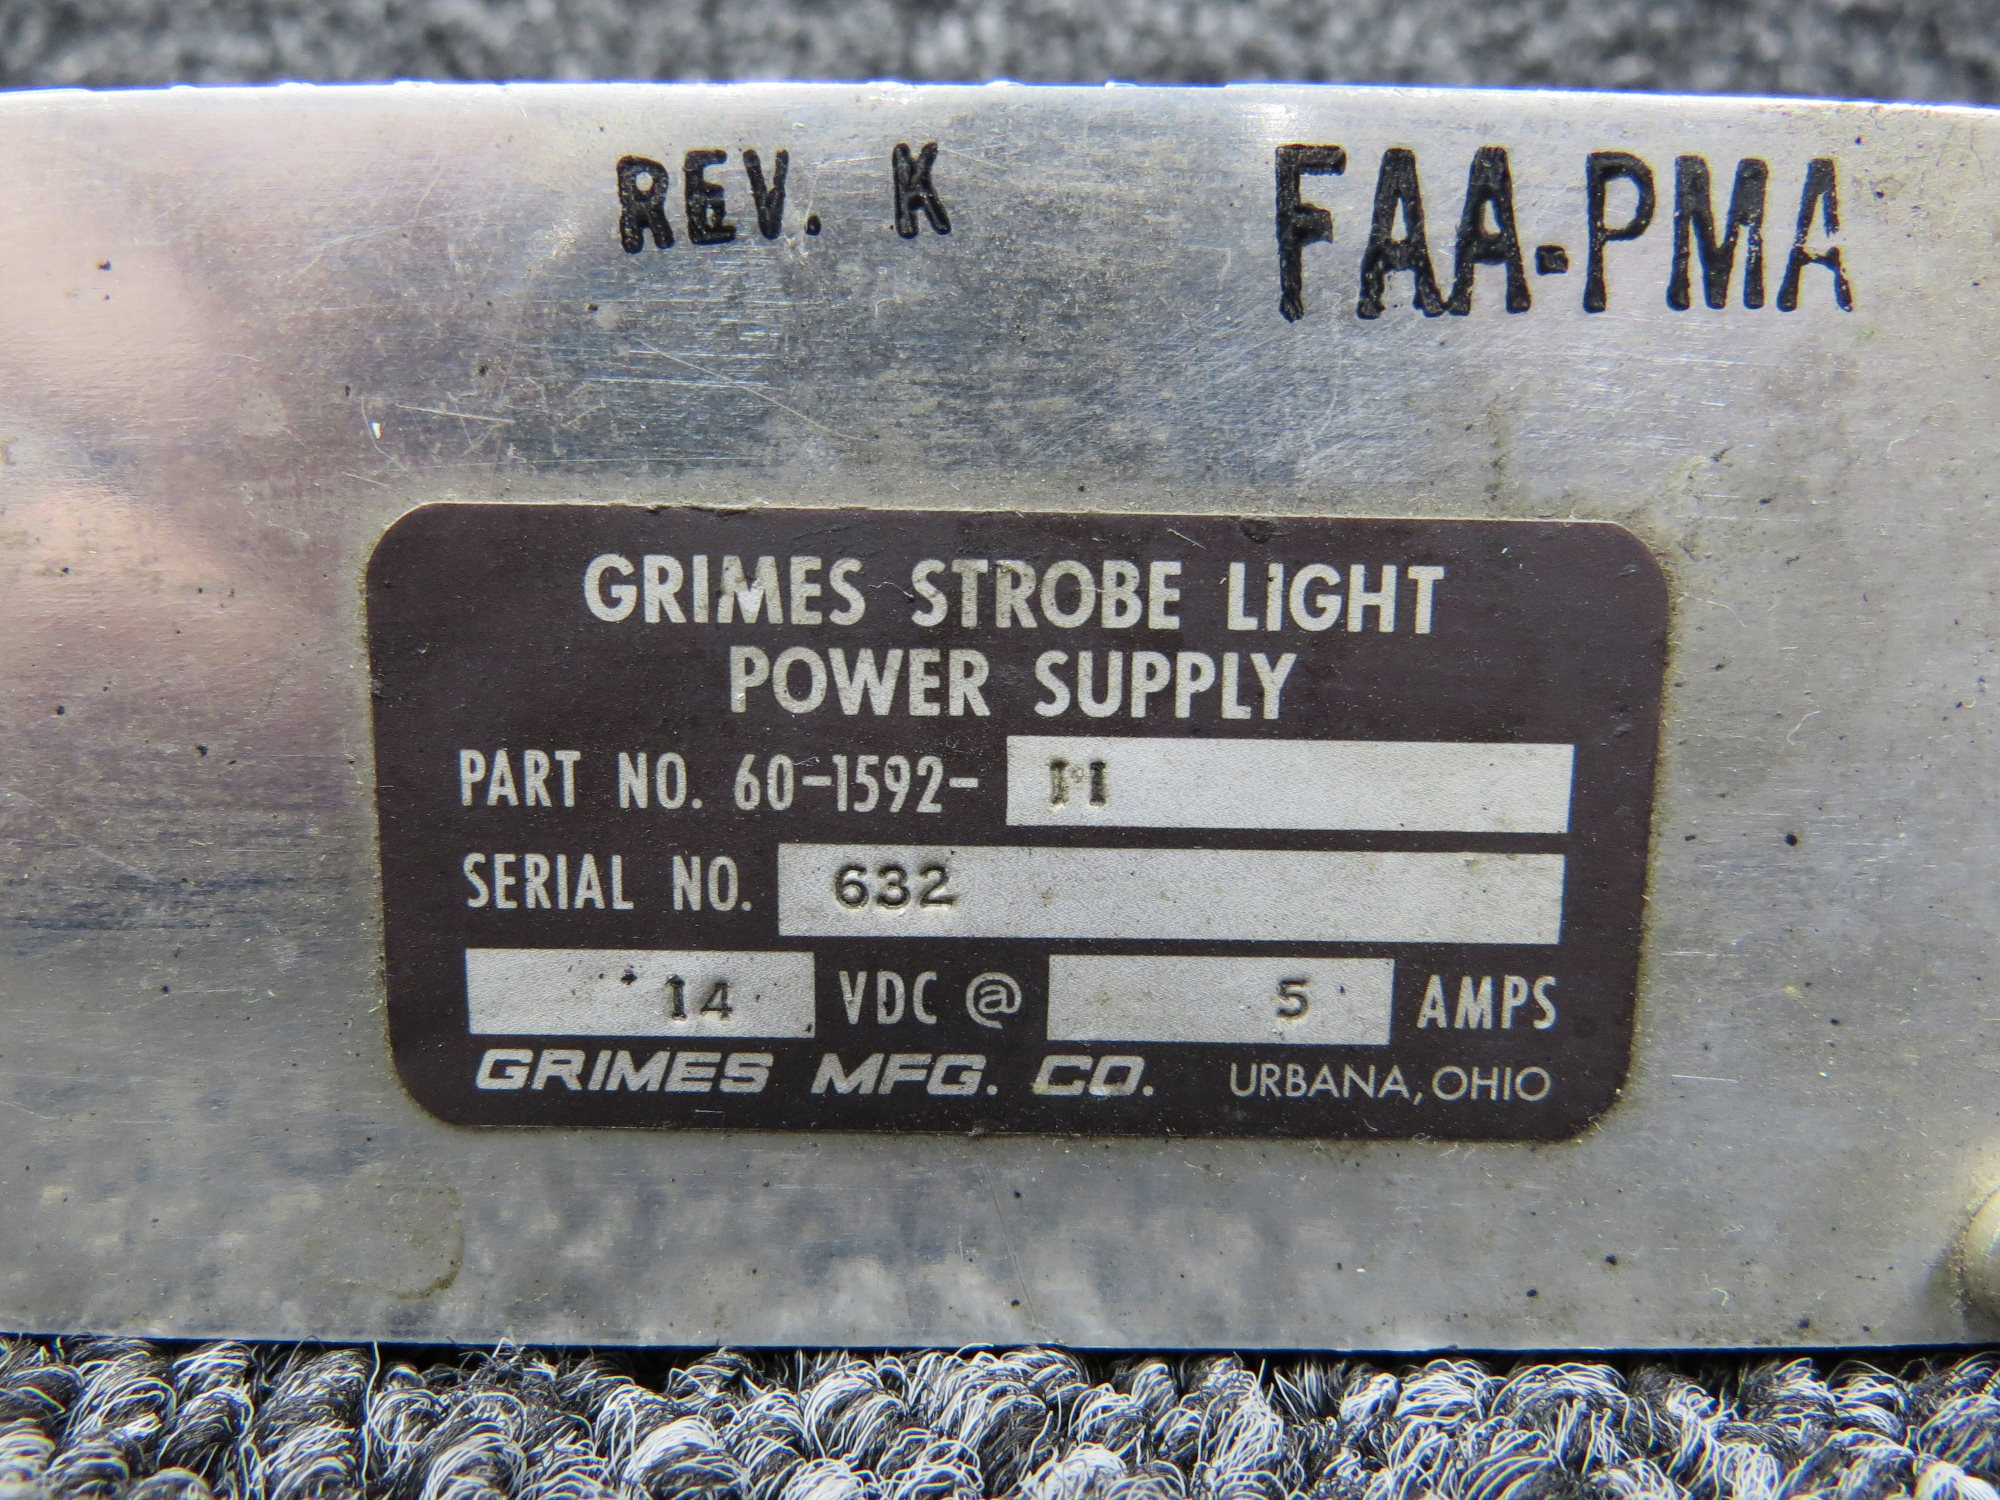 REV. K FAA-PMA
GRIMES STROBE LIGHT
POWER SUPPLY
PART NO. 60-1592-11
SERIAL NO. 632
14 VDC @ 5 AMPS
GRIMES MFG. CO. URBANA, OHIO